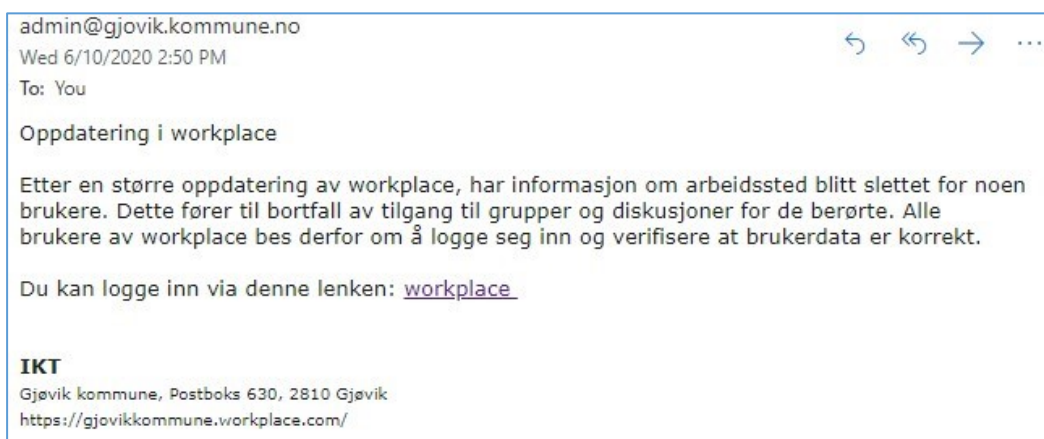 admin@gjovik.kommune.no
Wed 6/10/2020 2:50 PM
To: You
Oppdatering i workplace
Etter en større oppdatering av workplace, har informasjon om arbeidssted blitt slettet for noen
brukere. Dette fører til bortfall av tilgang til grupper og diskusjoner for de berørte. Alle
brukere av workplace bes derfor om å logge seg inn og verifisere at brukerdata er korrekt.
Du kan logge inn via denne lenken: workplace
IKT
Gjøvik kommune, Postboks 630, 2810 Gjøvik
https://gjovikkommune.workplace.com/